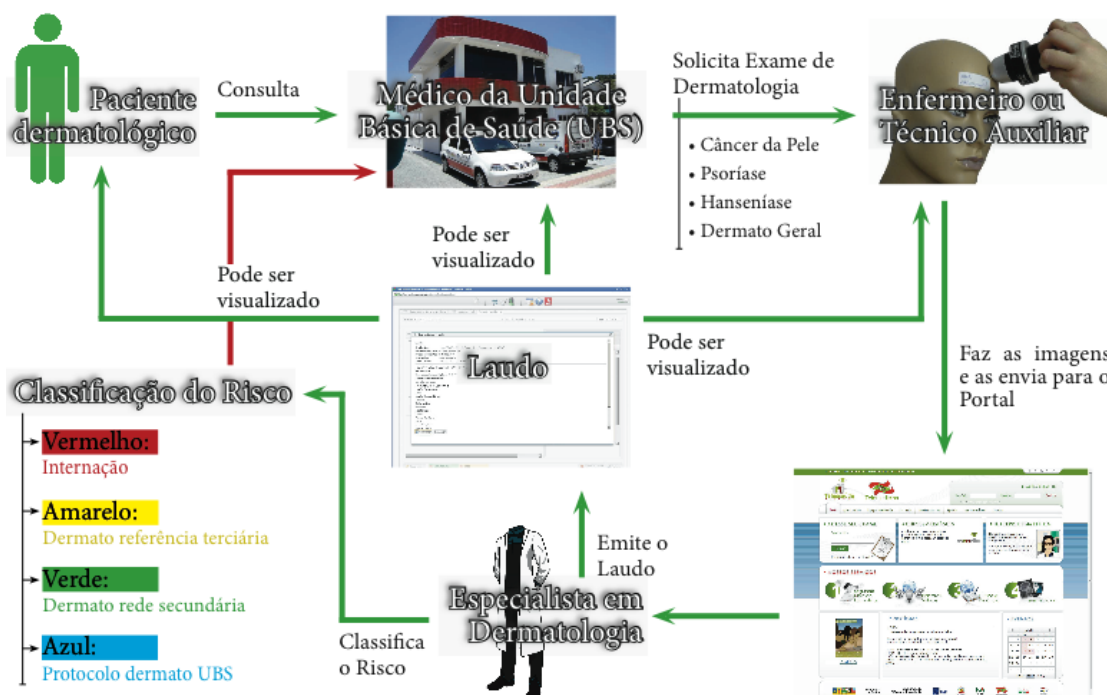 Paciente
dermatológico
Consulta
Médico da Unidade
Básica de Saúde (UBS)
Solicita Exame de
Dermatologia
• Câncer da Pele
• Psoríase
• Hanseníase
• Dermato Geral
Enfermeiro ou
Técnico Auxiliar
Pode ser
visualizado
Pode ser
visualizado
Laudo
Pode ser
visualizado
Faz as imagens
e as envia para o
Portal
Classificação do Risco
Vermelho:
Internação
Amarelo:
Dermato referência terciária
Verde:
Dermato rede secundária
Azul:
Protocolo dermato UBS
Classifica
o Risco
Especialista em
Dermatologia
Emite o
Laudo